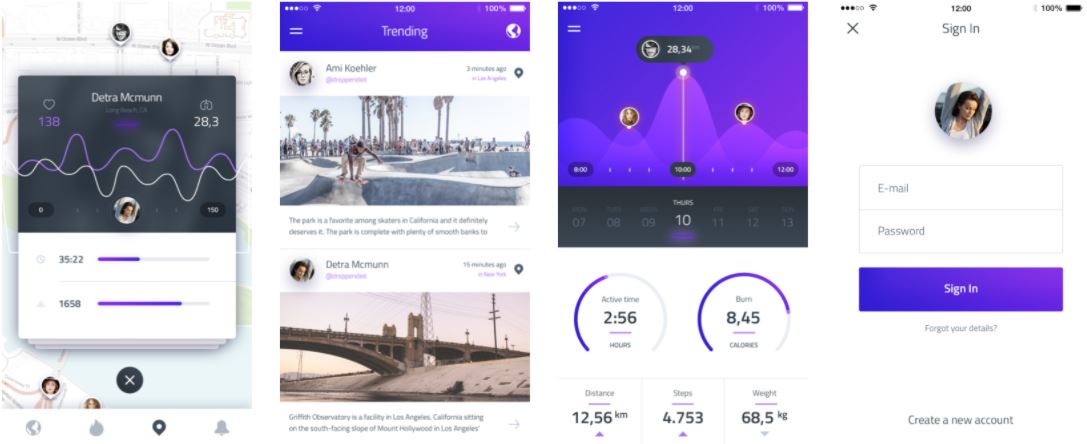 W Ocean Blvd
W Ocean Blvd
Detra Mcmunn
Long Beach, CA
138
28,3
0
150
35:22
1658
12:00
100%
Trending
Ami Koehler
@droppendiet
3 minutes ago
in Los Angeles
The park is a favorite among skaters in California and it definitely
deserves it. The park is complete with plenty of smooth banks to
Detra Mcmunn
@droppendiet
15 minutes ago
in New York
Griffith Observatory is a facility in Los Angeles, California sitting
on the south-facing slope of Mount Hollywood in Los Angeles'
12:00
100%
28,34
8:00
10:00
12:00
THURS
MON TUES WEDS FRI SAT SUN
07 08 09 10 11 12 13
Active time
2:56
HOURS
Burn
8,45
CALORIES
Distance
12,56 km
Steps
4.753
Weight
68,5 kg
12:00
100%
Sign In
E-mail
Password
Sign In
Forgot your details?
Create a new account